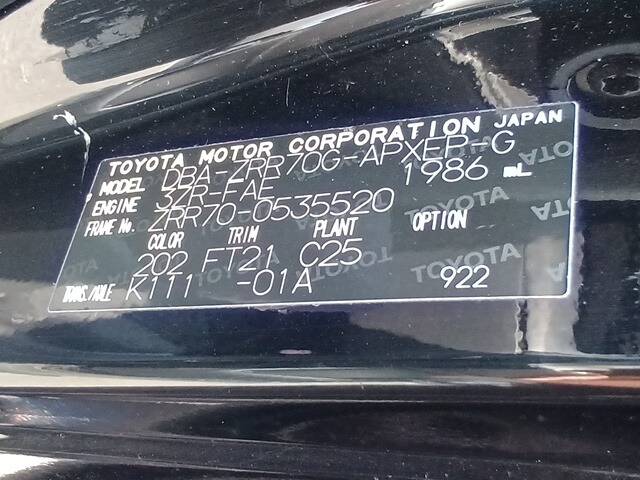 TOYOTA MOTOR CORPORATION JAPAN
MODEL DBA-ZRR70G-APXEP-G
ENGINE 3ZR-FAE 1986 mL
FRAME No. ZRR70-0535520
COLOR TRIM PLANT OPTION
202 FT21 C25
TRANS./AXLE K111 -01A 922